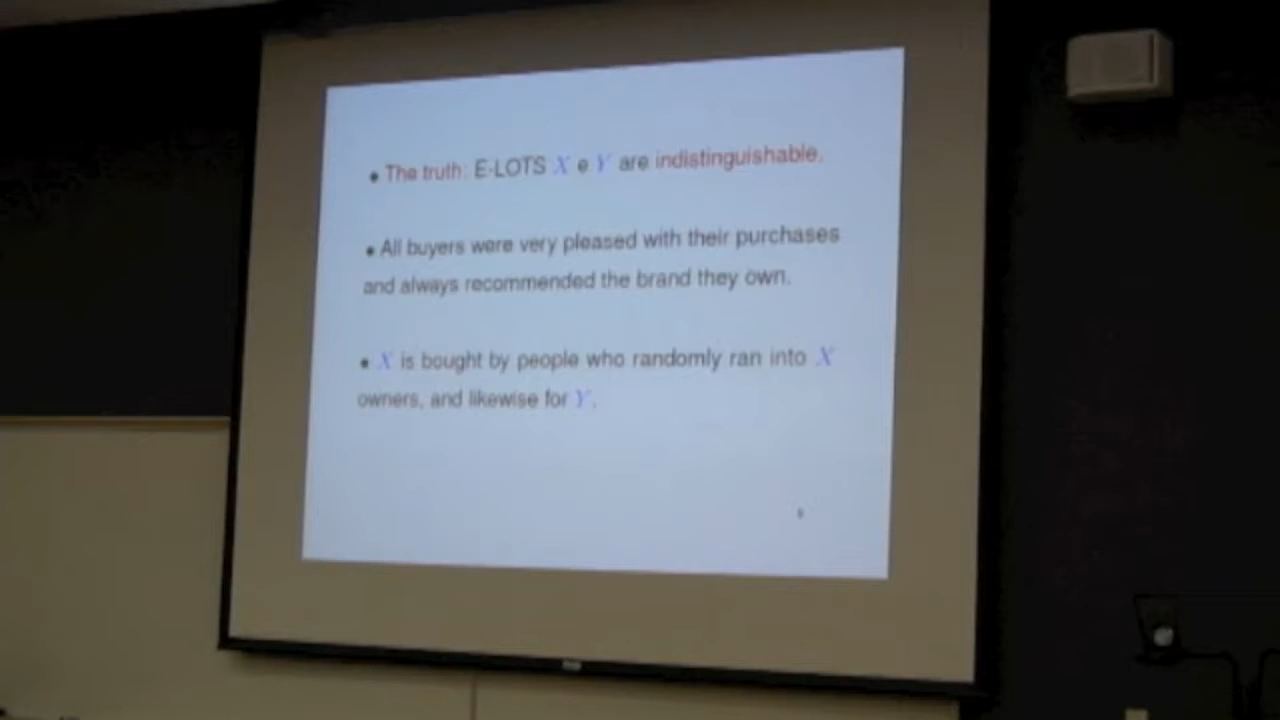 • The truth: E-LOTS X e Y are indistinguishable.
• All buyers were very pleased with their purchases
and always recommended the brand they own.
• X is bought by people who randomly ran into X
owners, and likewise for Y.